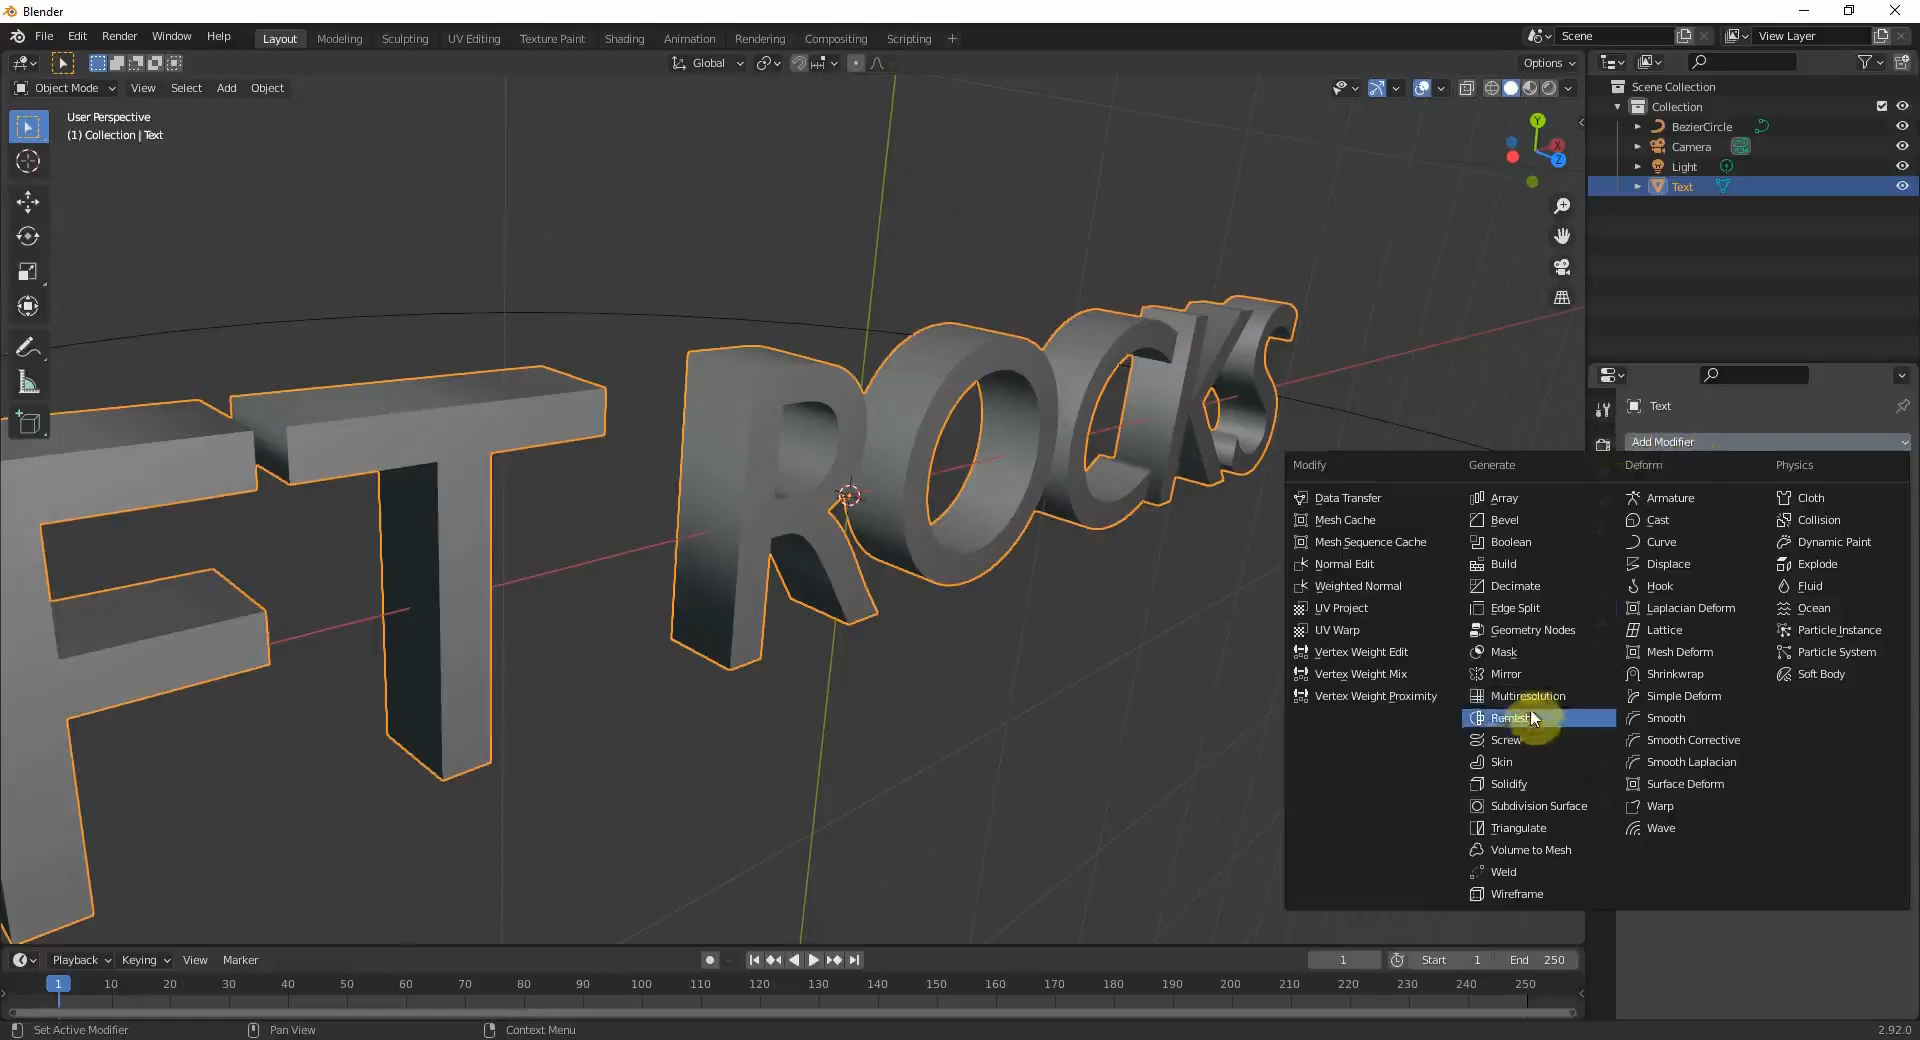 Blender
File Edit Render Window Help
Layout Modeling Sculpting UV Editing Texture Paint Shading Animation Rendering Compositing Scripting +
Scene
View Layer
Global
Options
Object Mode View Select Add Object
User Perspective
(1) Collection | Text
Y
X
Z
FT ROCKS
Scene Collection
Collection
BezierCircle
Camera
Light
Text
Text
Add Modifier
Modify
Data Transfer
Mesh Cache
Mesh Sequence Cache
Normal Edit
Weighted Normal
UV Project
UV Warp
Vertex Weight Edit
Vertex Weight Mix
Vertex Weight Proximity
Generate
Array
Bevel
Boolean
Build
Decimate
Edge Split
Geometry Nodes
Mask
Mirror
Multiresolution
Remesh
Screw
Skin
Solidify
Subdivision Surface
Triangulate
Volume to Mesh
Weld
Wireframe
Deform
Armature
Cast
Curve
Displace
Hook
Laplacian Deform
Lattice
Mesh Deform
Shrinkwrap
Simple Deform
Smooth
Smooth Corrective
Smooth Laplacian
Surface Deform
Warp
Wave
Physics
Cloth
Collision
Dynamic Paint
Explode
Fluid
Ocean
Particle Instance
Particle System
Soft Body
Playback Keying View Marker
1 Start 1 End 250
1 10 20 30 40 50 60 70 80 90 100 110 120 130 140 150 160 170 180 190 200 210 220 230 240 250
Set Active Modifier Pan View Context Menu 2.92.0